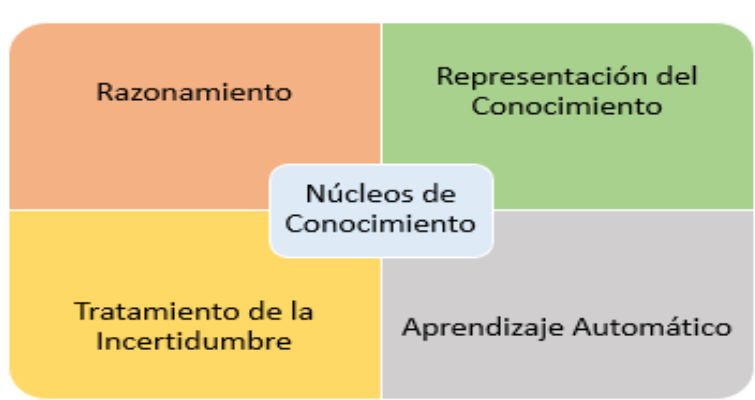 Razonamiento
Representación del
Conocimiento
Núcleos de
Conocimiento
Tratamiento de la
Incertidumbre
Aprendizaje Automático